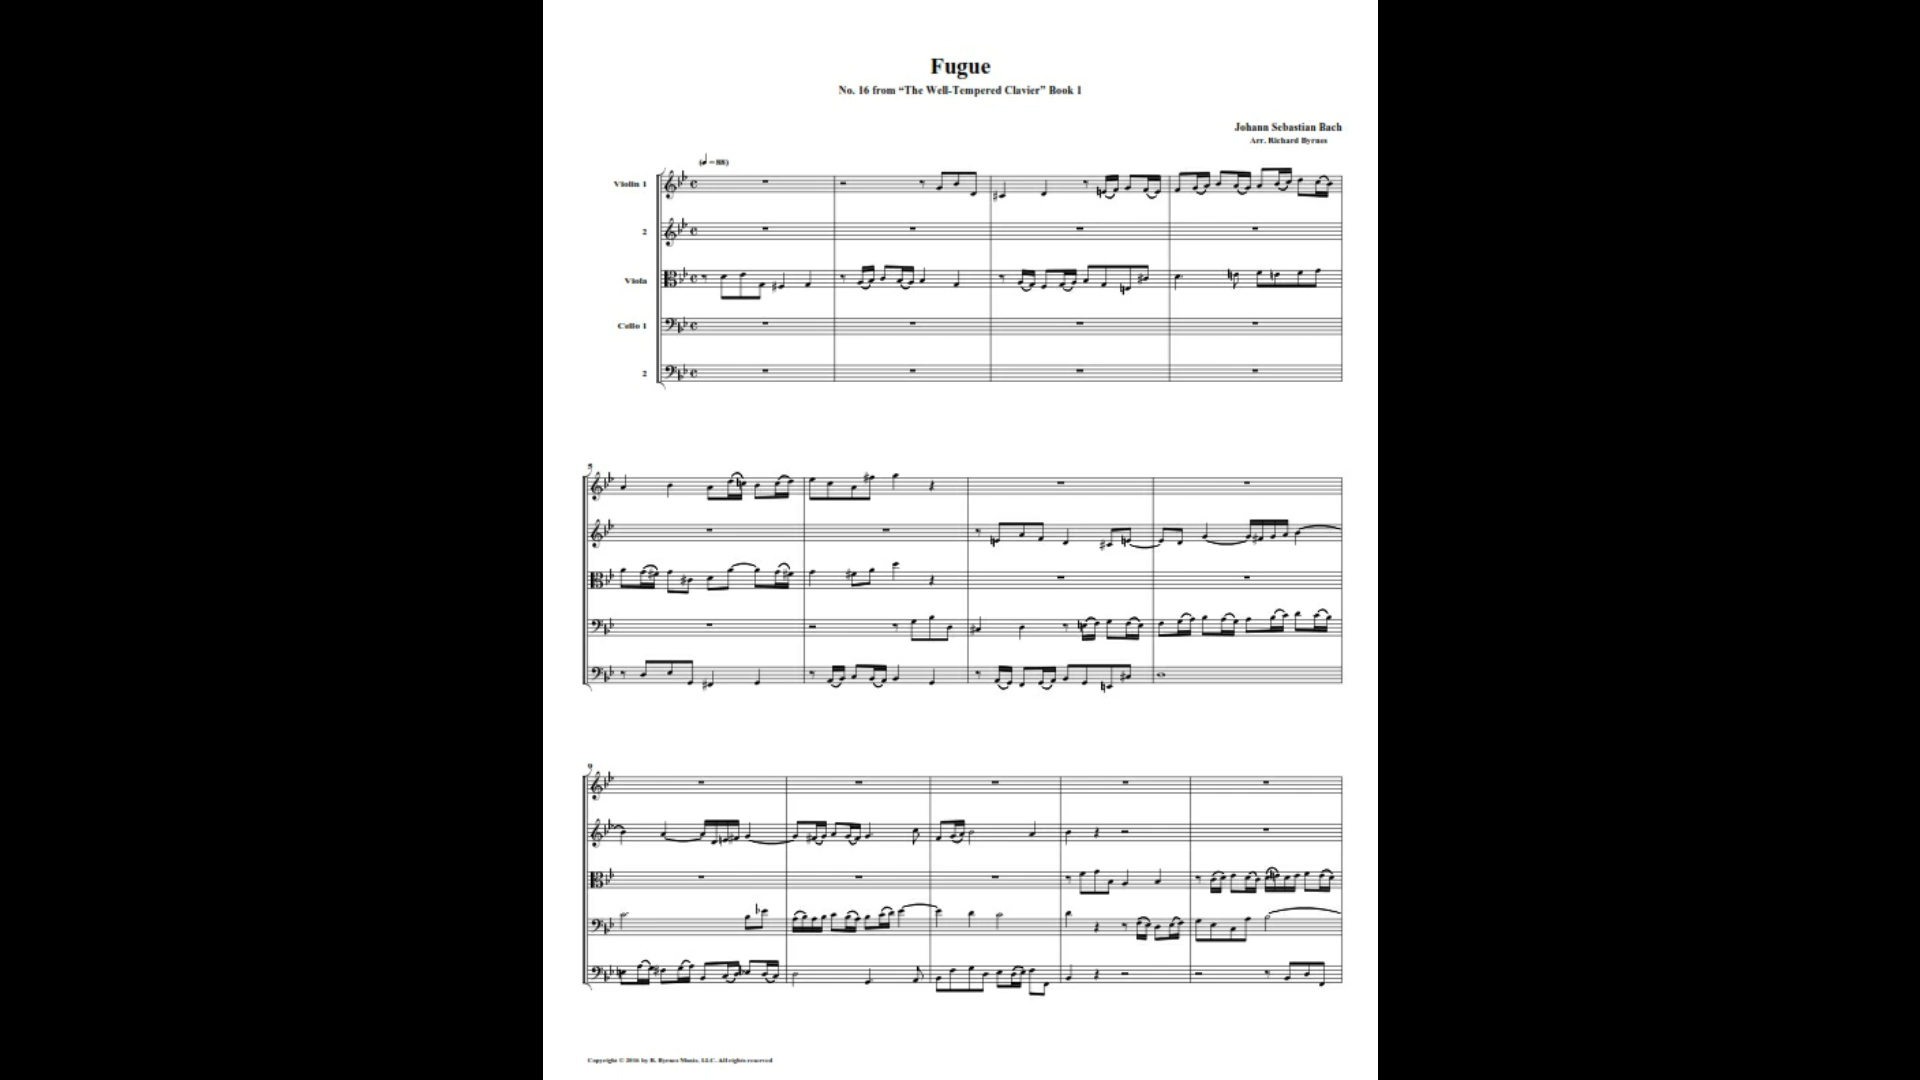 Fugue
No. 16 from “The Well-Tempered Clavier” Book 1
Johann Sebastian Bach
Arr. Richard Byrnes
(♩ = 88)
Violin 1
2
Viola
Cello 1
2
5
9
Copyright © 2016 by R. Byrnes Music, LLC. All rights reserved